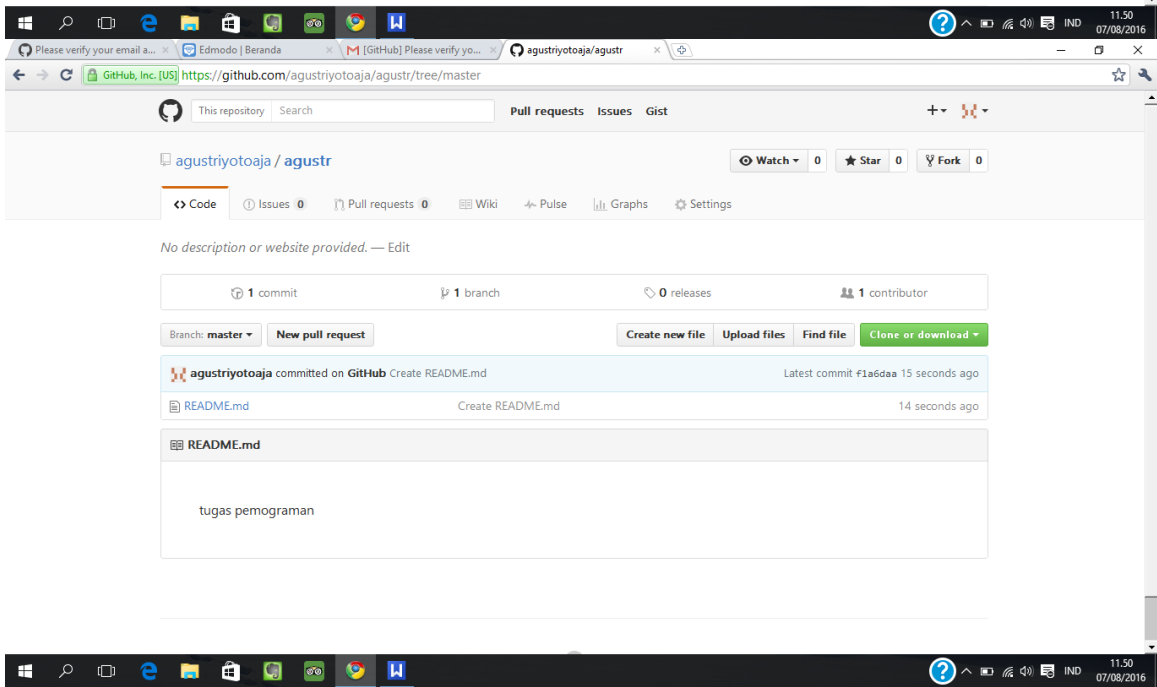 IND
11.50
07/08/2016
Please verify your email a...
Edmodo | Beranda
[GitHub] Please verify yo...
agustriyotoaja/agustr
GitHub, Inc. [US] https://github.com/agustriyotoaja/agustr/tree/master
This repository Search Pull requests Issues Gist
agustriyotoaja / agustr
Watch 0 Star 0 Fork 0
Code Issues 0 Pull requests 0 Wiki Pulse Graphs Settings
No description or website provided. — Edit
1 commit 1 branch 0 releases 1 contributor
Branch: master New pull request Create new file Upload files Find file Clone or download
agustriyotoaja committed on GitHub Create README.md Latest commit f1a6daa 15 seconds ago
README.md Create README.md 14 seconds ago
README.md
tugas pemograman
IND
11.50
07/08/2016